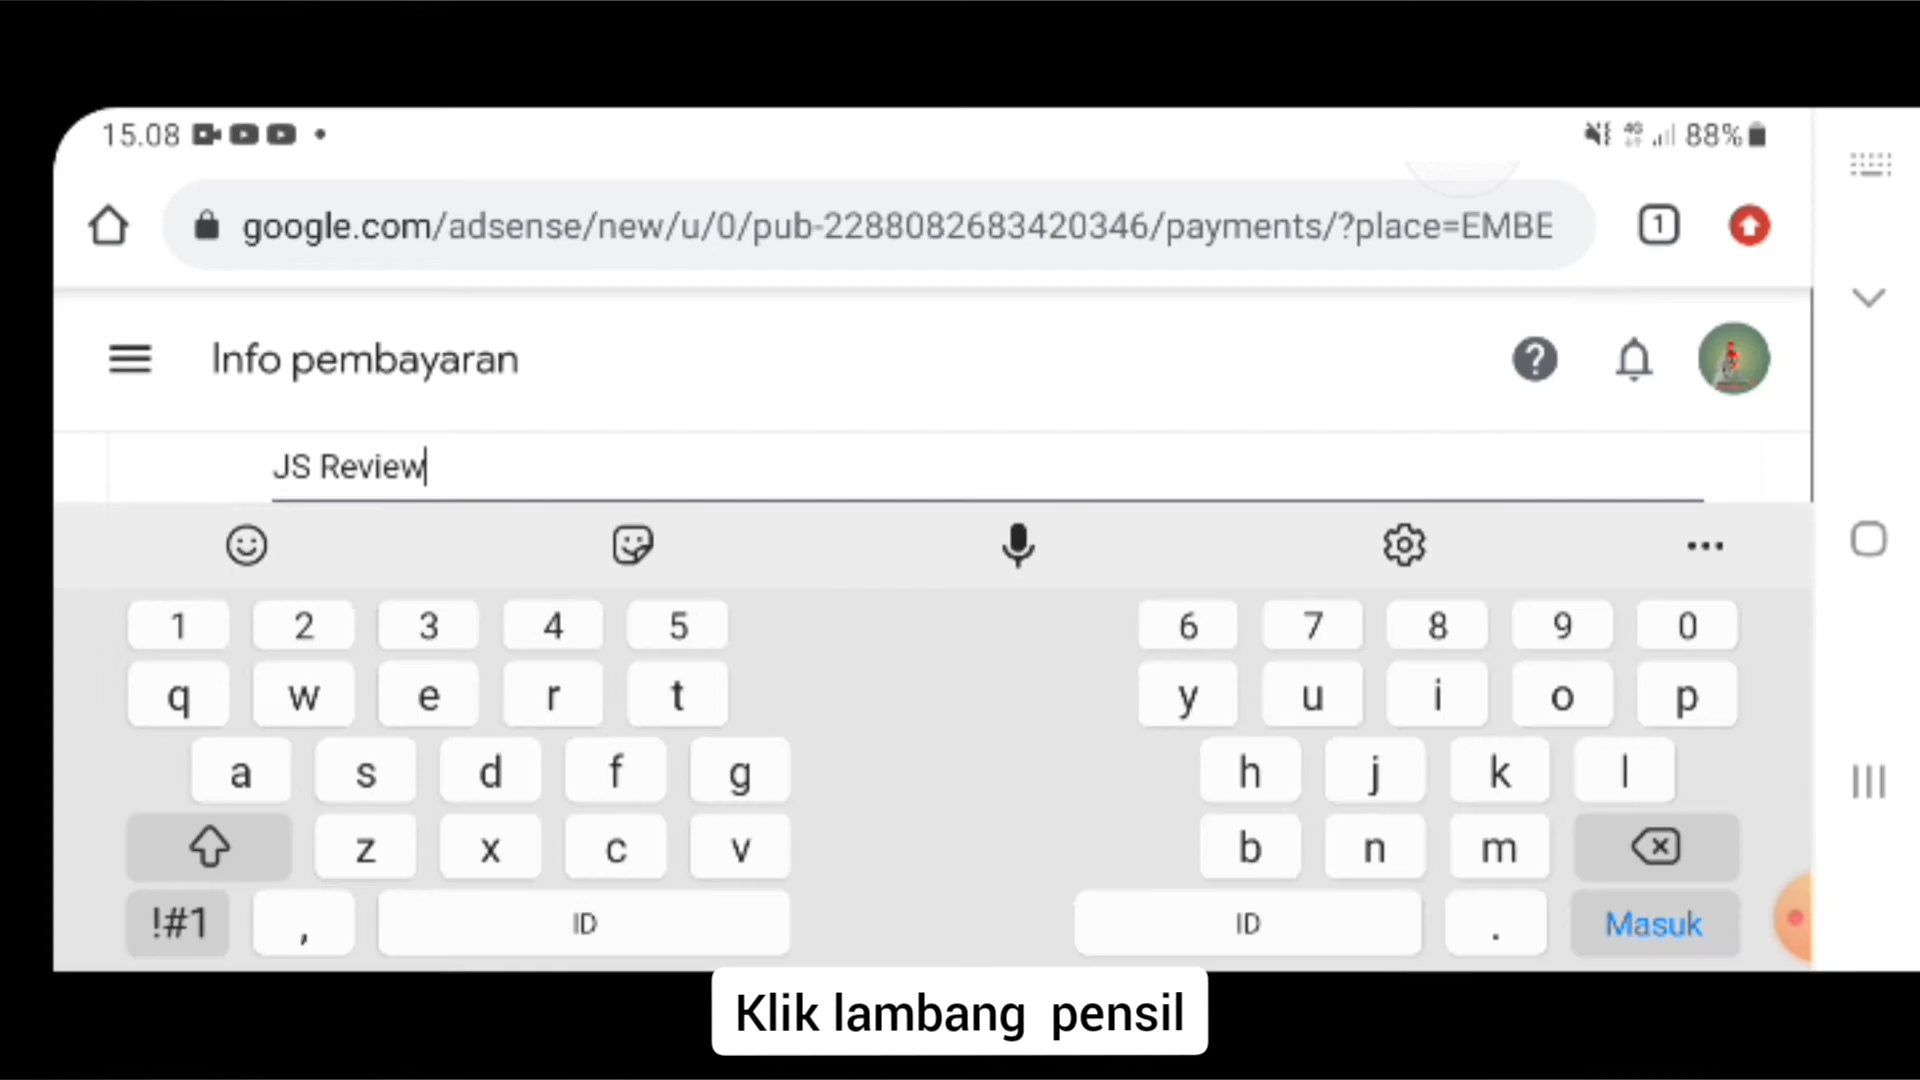 15.08
4G 88%
google.com/adsense/new/u/0/pub-2288082683420346/payments/?place=EMBE
1
Info pembayaran
JS Review
1 2 3 4 5 6 7 8 9 0
q w e r t y u i o p
a s d f g h j k l
z x c v b n m
!#1 , ID ID . Masuk
Klik lambang pensil